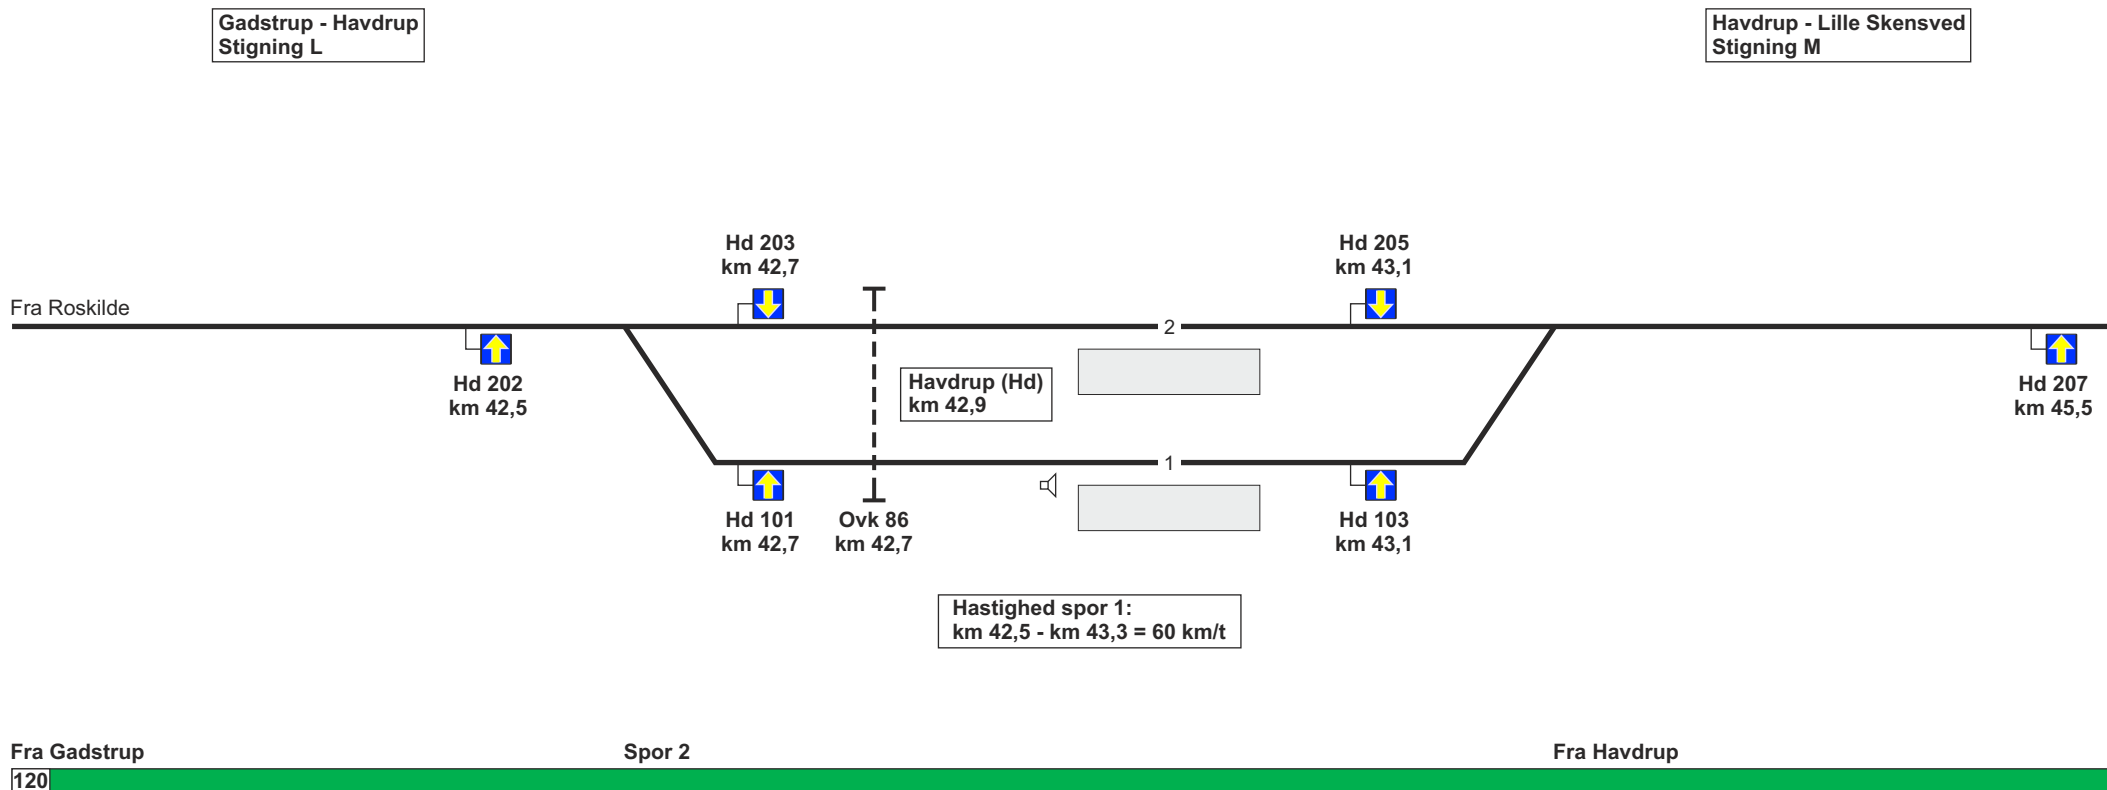 Gadstrup - Havdrup
Stigning L
Havdrup - Lille Skensved
Stigning M
Hd 203
km 42,7
Hd 205
km 43,1
Fra Roskilde
2
Hd 202
km 42,5
Havdrup (Hd)
km 42,9
Hd 207
km 45,5
1
Hd 101
km 42,7
Ovk 86
km 42,7
Hd 103
km 43,1
Hastighed spor 1:
km 42,5 - km 43,3 = 60 km/t
Fra Gadstrup
Spor 2
Fra Havdrup
120